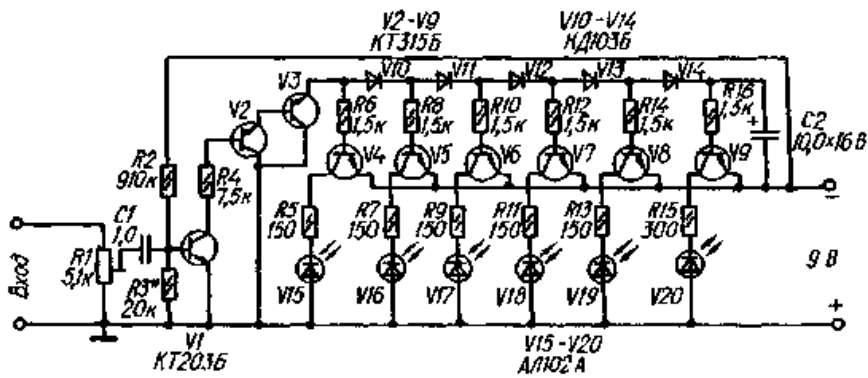 V2-V9
КТ315Б
V10-V14
КД103Б
V3
V10
V11
V12
V13
V14
V2
R6
1,5к
R8
1,5к
R10
1,5к
R12
1,5к
R14
1,5к
R16
1,5к
+
C2
10,0×16В
R2
910к
R4
7,5к
V4
V5
V6
V7
V8
V9
−
C1
1,0
R5
150
R7
150
R9
150
R11
150
R13
150
R15
300
Вход
R1
5,1к
R3*
20к
V15
V16
V17
V18
V19
V20
9 В
+
V1
КТ203Б
V15-V20
АЛ102А